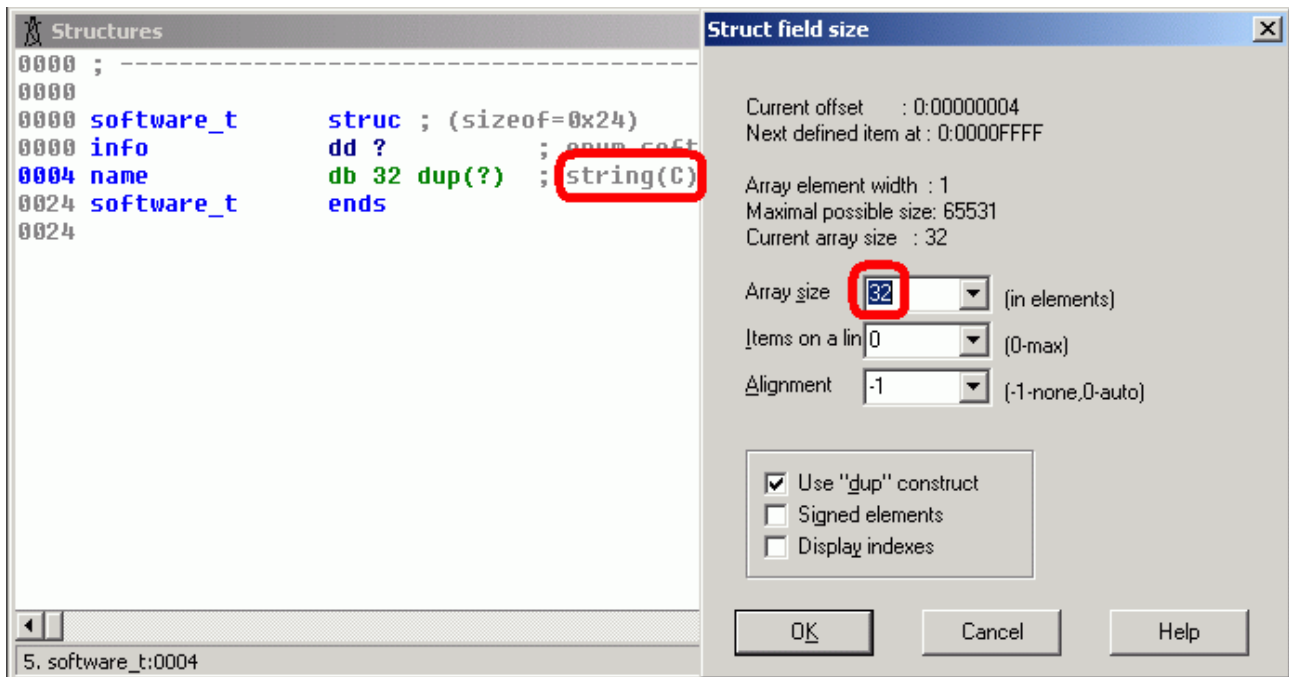 Structures
0000 ; ---------------------------------------
0000
0000 software_t struc ; (sizeof=0x24)
0000 info dd ? ; enum soft
0004 name db 32 dup(?) ; string(C)
0024 software_t ends
0024
5. software_t:0004
Struct field size
Current offset : 0:00000004
Next defined item at : 0:0000FFFF
Array element width : 1
Maximal possible size: 65531
Current array size : 32
Array size 32 (in elements)
Items on a lin 0 (0-max)
Alignment -1 (-1-none,0-auto)
Use "dup" construct
Signed elements
Display indexes
OK Cancel Help